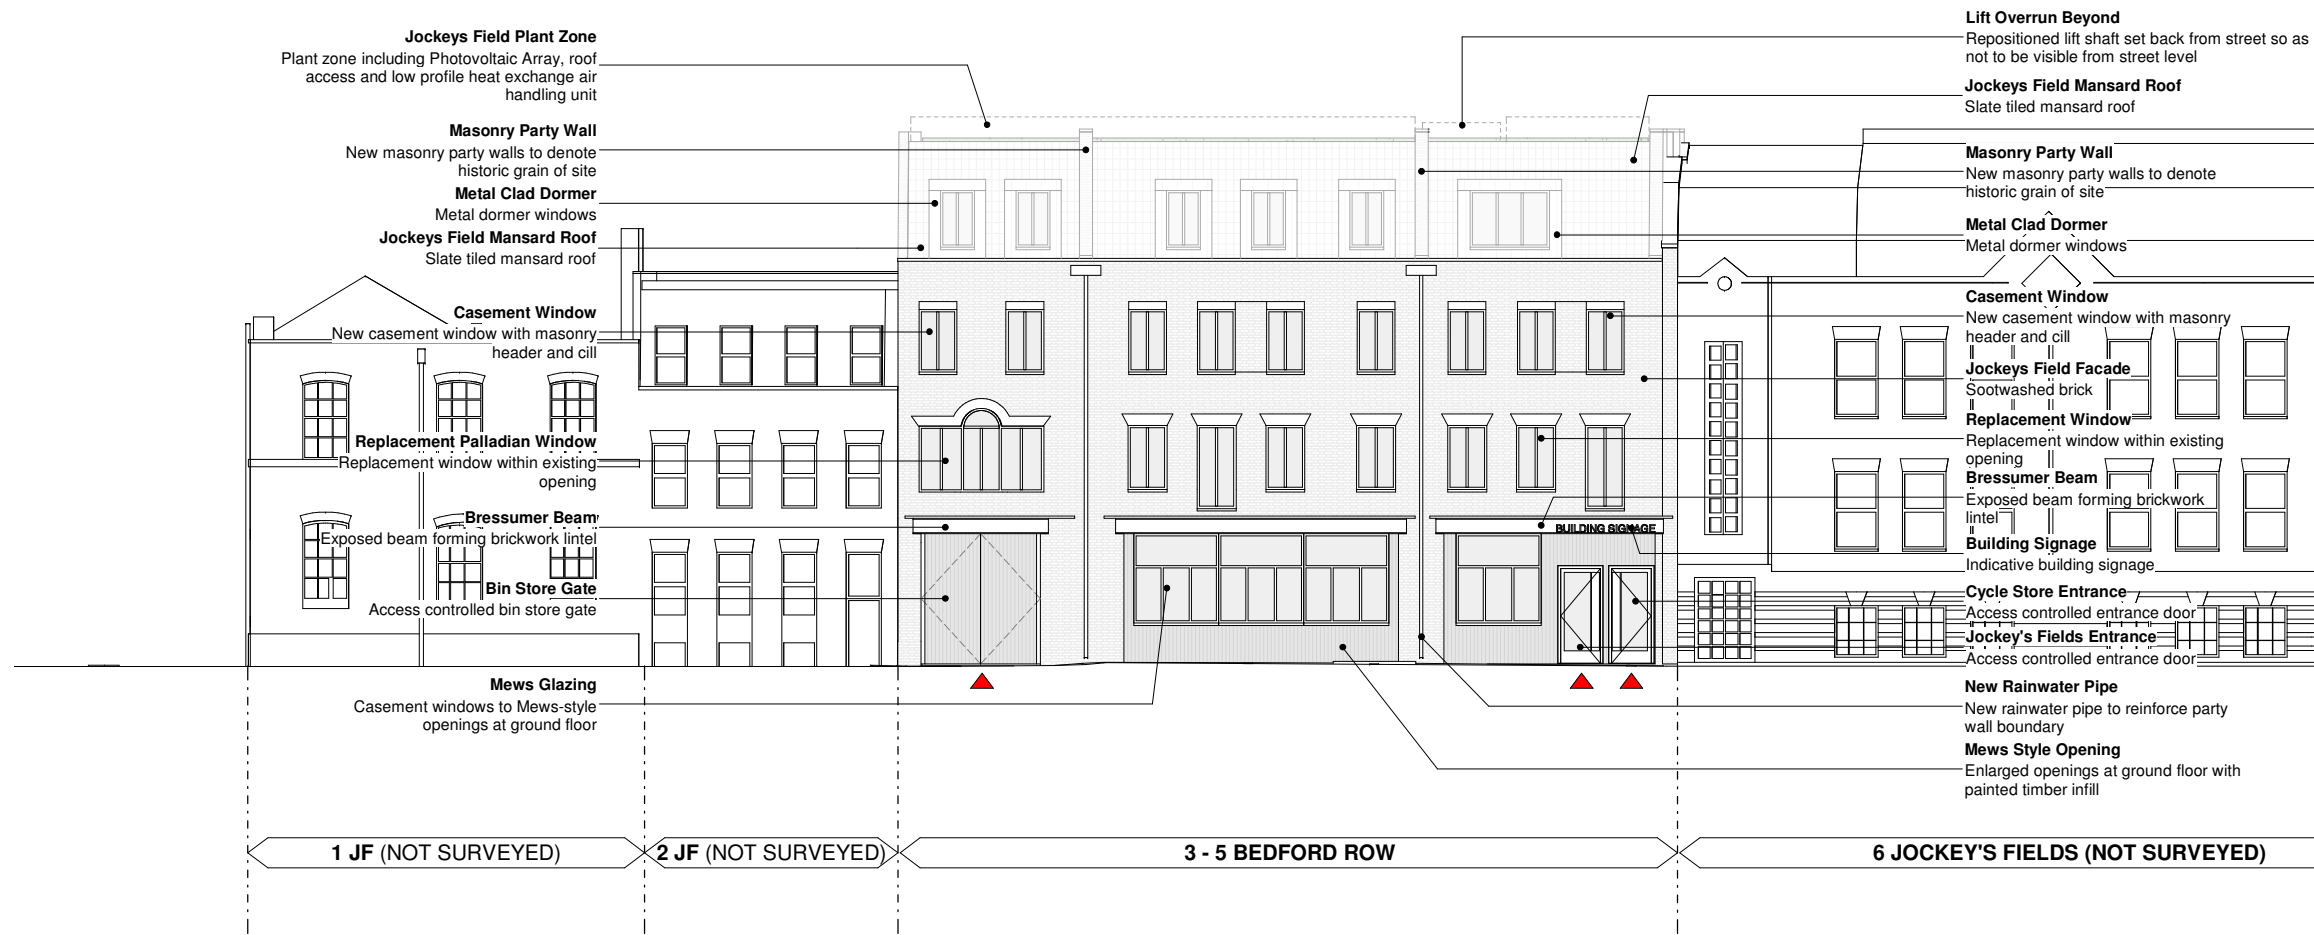 Jockeys Field Plant Zone
Plant zone including Photovoltaic Array, roof
access and low profile heat exchange air
handling unit
Masonry Party Wall
New masonry party walls to denote
historic grain of site
Metal Clad Dormer
Metal dormer windows
Jockeys Field Mansard Roof
Slate tiled mansard roof
Casement Window
New casement window with masonry
header and cill
Replacement Palladian Window
Replacement window within existing
opening
Bressumer Beam
Exposed beam forming brickwork lintel
Bin Store Gate
Access controlled bin store gate
Mews Glazing
Casement windows to Mews-style
openings at ground floor
BUILDING SIGNAGE
Lift Overrun Beyond
Repositioned lift shaft set back from street so as
not to be visible from street level
Jockeys Field Mansard Roof
Slate tiled mansard roof
Masonry Party Wall
New masonry party walls to denote
historic grain of site
Metal Clad Dormer
Metal dormer windows
Casement Window
New casement window with masonry
header and cill
Jockeys Field Facade
Sootwashed brick
Replacement Window
Replacement window within existing
opening
Bressumer Beam
Exposed beam forming brickwork
lintel
Building Signage
Indicative building signage
Cycle Store Entrance
Access controlled entrance door
Jockey's Fields Entrance
Access controlled entrance door
New Rainwater Pipe
New rainwater pipe to reinforce party
wall boundary
Mews Style Opening
Enlarged openings at ground floor with
painted timber infill
1 JF (NOT SURVEYED)
2 JF (NOT SURVEYED)
3 - 5 BEDFORD ROW
6 JOCKEY'S FIELDS (NOT SURVEYED)